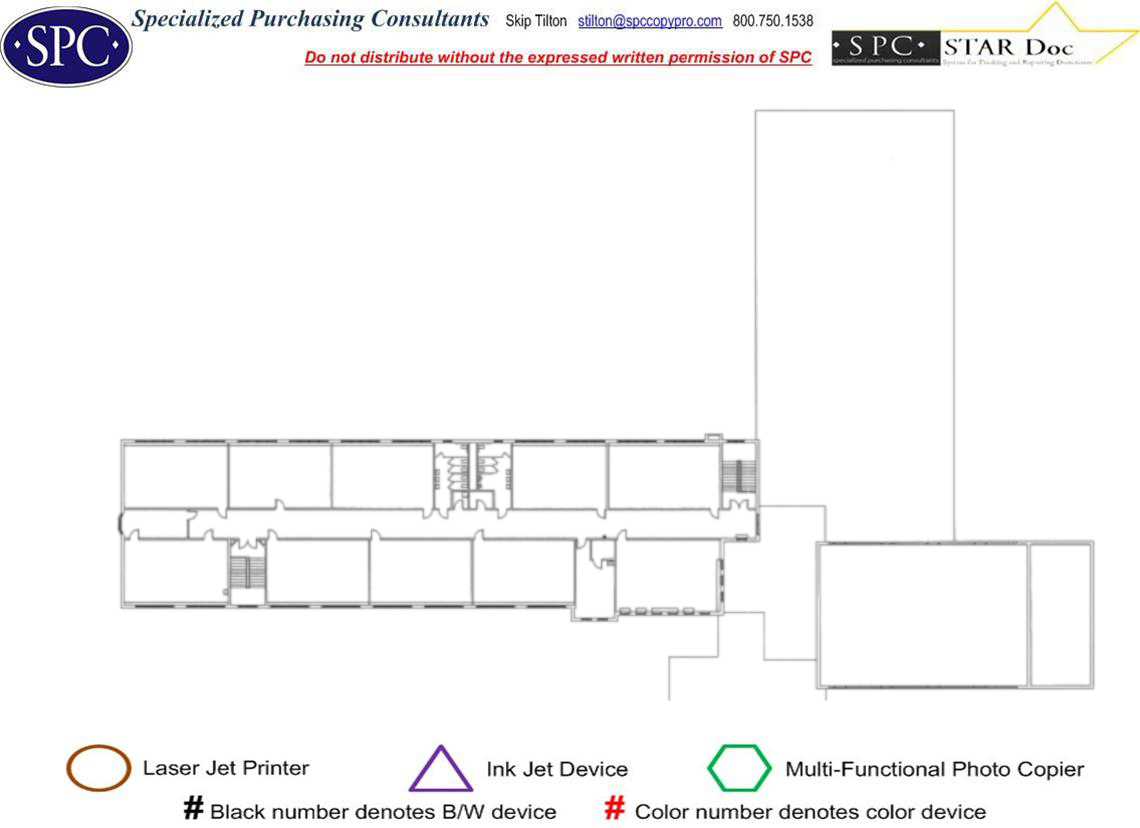 SPC
Specialized Purchasing Consultants Skip Tilton stilton@spccopypro.com 800.750.1538
Do not distribute without the expressed written permission of SPC
·SPC· STAR Doc
specialized purchasing consultants System for Tracking and Reporting Documents
Laser Jet Printer Ink Jet Device Multi-Functional Photo Copier
# Black number denotes B/W device # Color number denotes color device